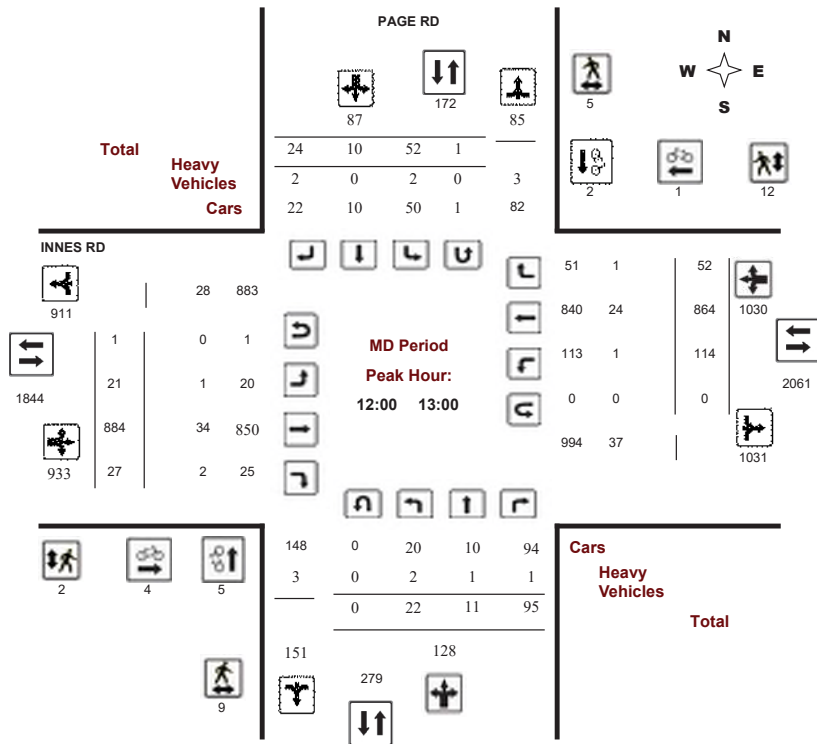 PAGE RD
N
W E
S
172
5
87 85
Total 24 10 52 1
Heavy
Vehicles 2 0 2 0 3
2 1 12
Cars 22 10 50 1 82
INNES RD
28 883
911
51 1 52
1030
840 24 864
1 0 1
MD Period
113 1 114
21 1 20
Peak Hour:
1844
2061
12:00 13:00
0 0 0
884 34 850
994 37
1031
933
27 2 25
148 0 20 10 94
Cars
3 0 2 1 1
Heavy
Vehicles
2 4 5
0 22 11 95
Total
151 128
279
9